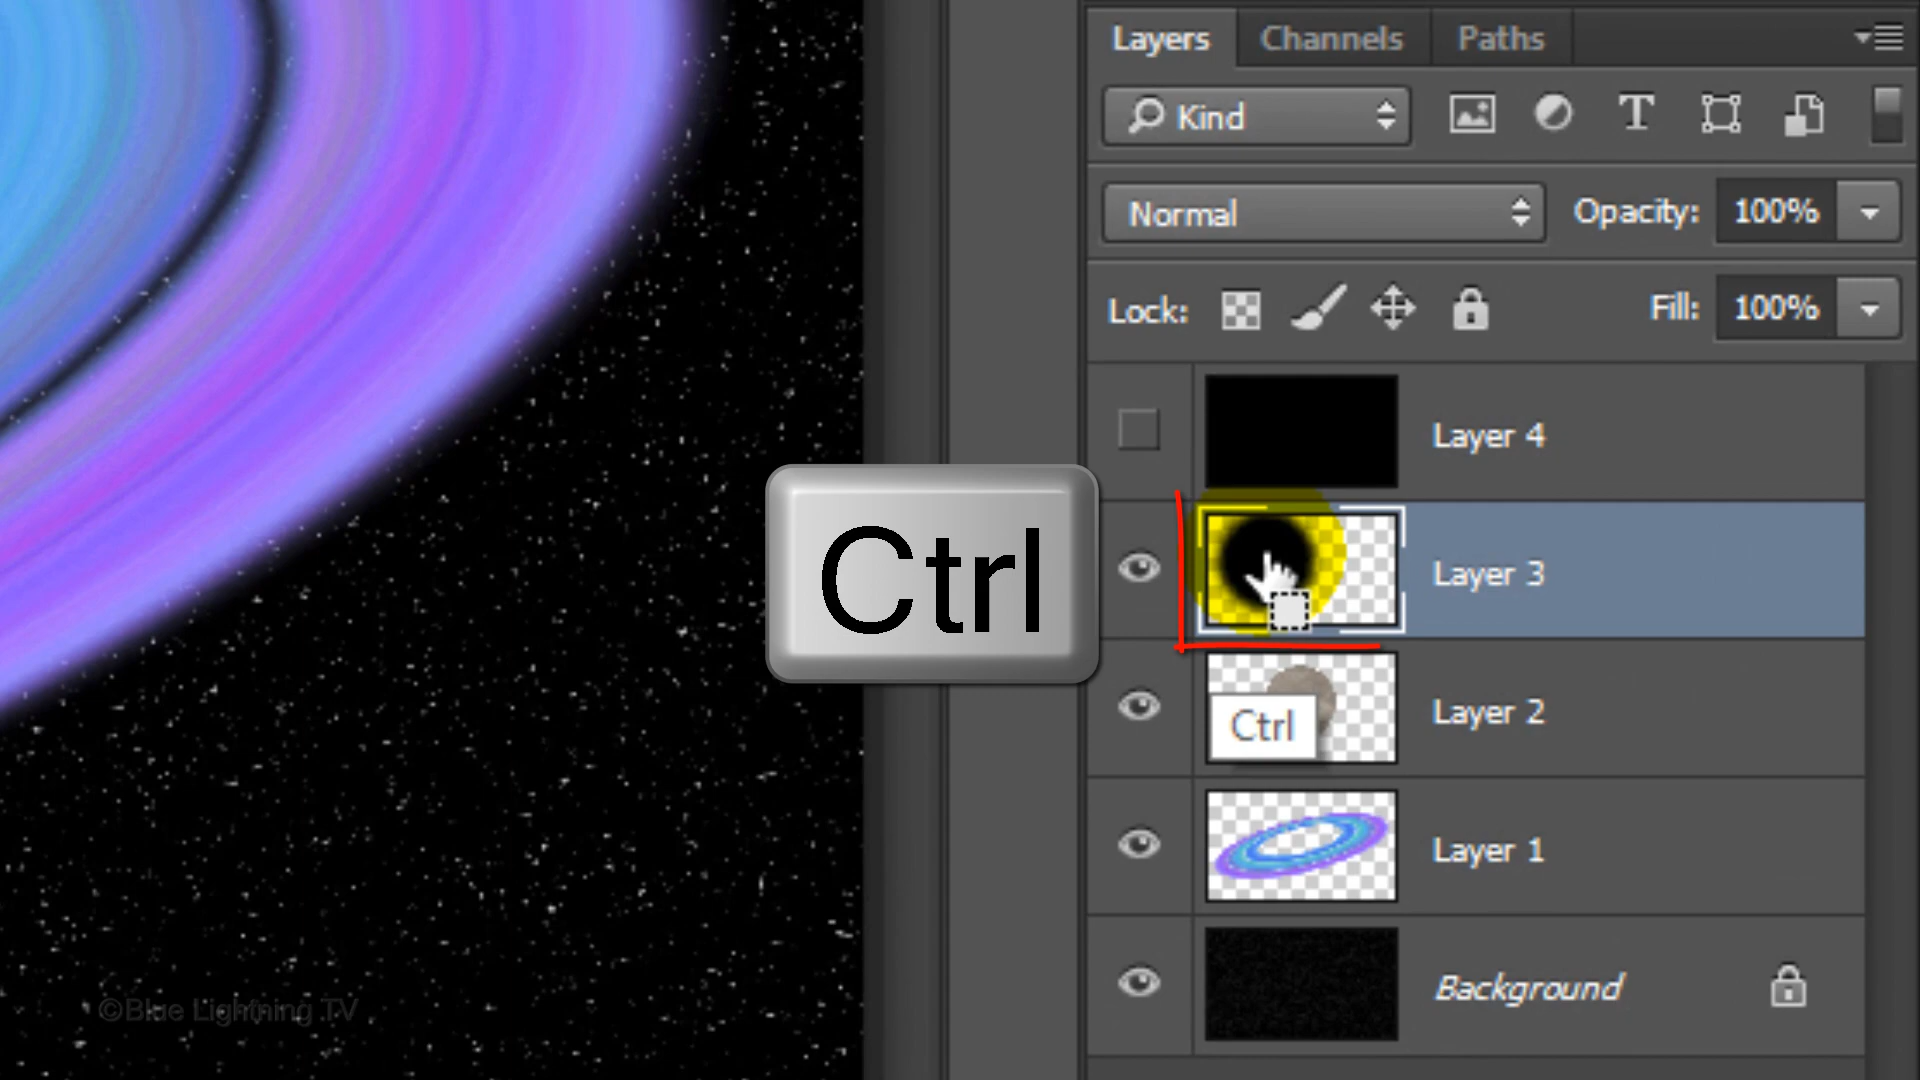 Layers Channels Paths
Kind
Normal Opacity: 100%
Lock: Fill: 100%
Layer 4
Ctrl
Layer 3
Layer 2
Ctrl
Layer 1
Background
©Blue Lightning TV